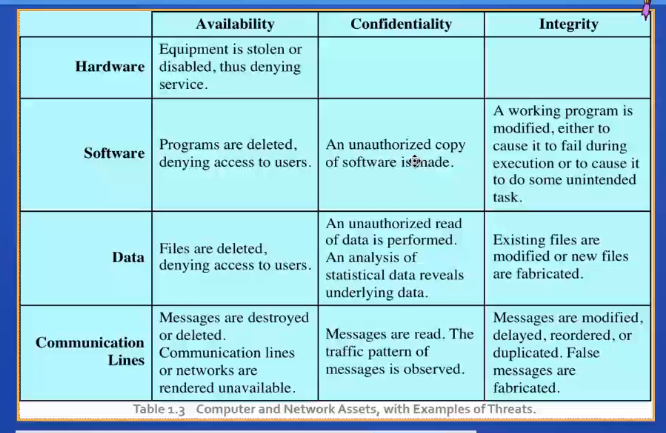 Availability Confidentiality Integrity
Hardware
Equipment is stolen or
disabled, thus denying
service.
Software
Programs are deleted,
denying access to users.
An unauthorized copy
of software is made.
A working program is
modified, either to
cause it to fail during
execution or to cause it
to do some unintended
task.
Data
Files are deleted,
denying access to users.
An unauthorized read
of data is performed.
An analysis of
statistical data reveals
underlying data.
Existing files are
modified or new files
are fabricated.
Communication
Lines
Messages are destroyed
or deleted.
Communication lines
or networks are
rendered unavailable.
Messages are read. The
traffic pattern of
messages is observed.
Messages are modified,
delayed, reordered, or
duplicated. False
messages are
fabricated.
Table 1.3 Computer and Network Assets, with Examples of Threats.